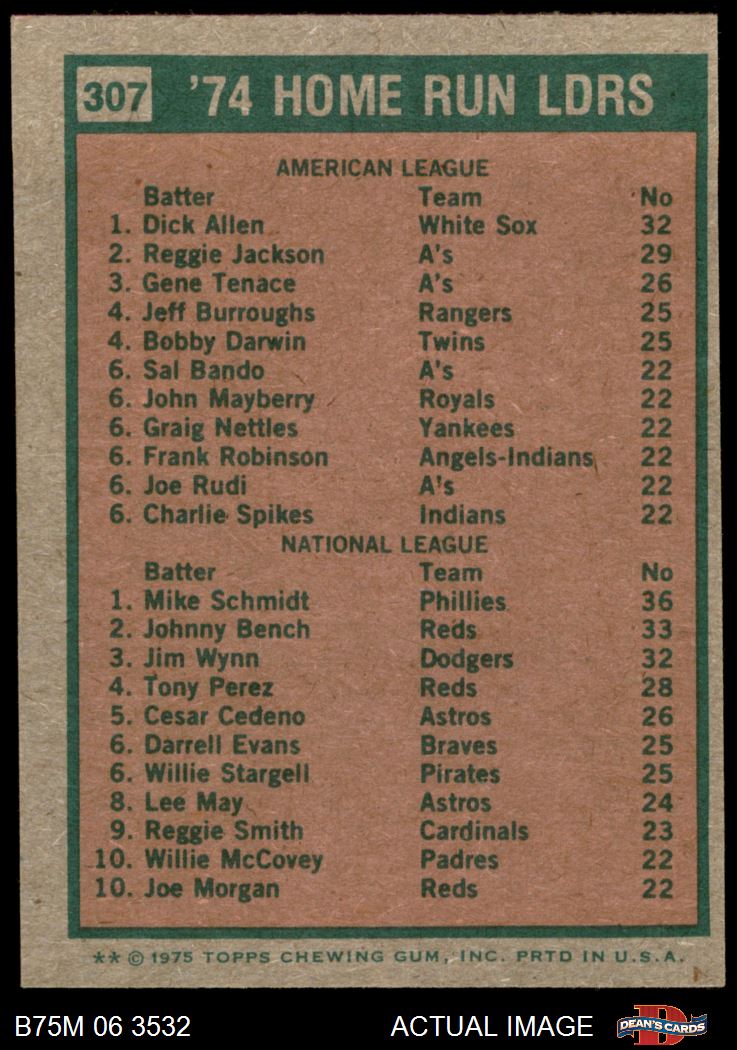 307 '74 HOME RUN LDRS
AMERICAN LEAGUE
Batter Team No
1. Dick Allen White Sox 32
2. Reggie Jackson A's 29
3. Gene Tenace A's 26
4. Jeff Burroughs Rangers 25
4. Bobby Darwin Twins 25
6. Sal Bando A's 22
6. John Mayberry Royals 22
6. Graig Nettles Yankees 22
6. Frank Robinson Angels-Indians 22
6. Joe Rudi A's 22
6. Charlie Spikes Indians 22
NATIONAL LEAGUE
Batter Team No
1. Mike Schmidt Phillies 36
2. Johnny Bench Reds 33
3. Jim Wynn Dodgers 32
4. Tony Perez Reds 28
5. Cesar Cedeno Astros 26
6. Darrell Evans Braves 25
6. Willie Stargell Pirates 25
8. Lee May Astros 24
9. Reggie Smith Cardinals 23
10. Willie McCovey Padres 22
10. Joe Morgan Reds 22
** © 1975 TOPPS CHEWING GUM, INC. PRTD IN U.S.A.
B75M 06 3532 ACTUAL IMAGE D DEAN'S CARDS